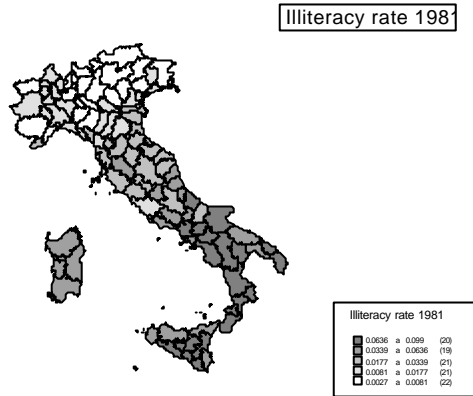 Illiteracy rate 1981
Illiteracy rate 1981
0.0636 a 0.099 (20)
0.0339 a 0.0636 (19)
0.0177 a 0.0339 (21)
0.0081 a 0.0177 (21)
0.0027 a 0.0081 (22)